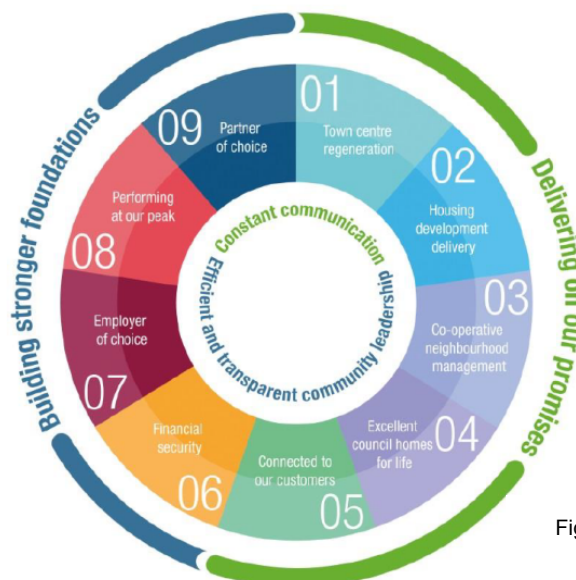 Building stronger foundations
Delivering on our promises
Constant communication
Efficient and transparent community leadership
01
Town centre
regeneration
02
Housing
development
delivery
03
Co-operative
neighbourhood
management
04
Excellent
council homes
for life
05
Connected to
our customers
06
Financial
security
07
Employer
of choice
08
Performing
at our peak
09
Partner
of choice
Fig